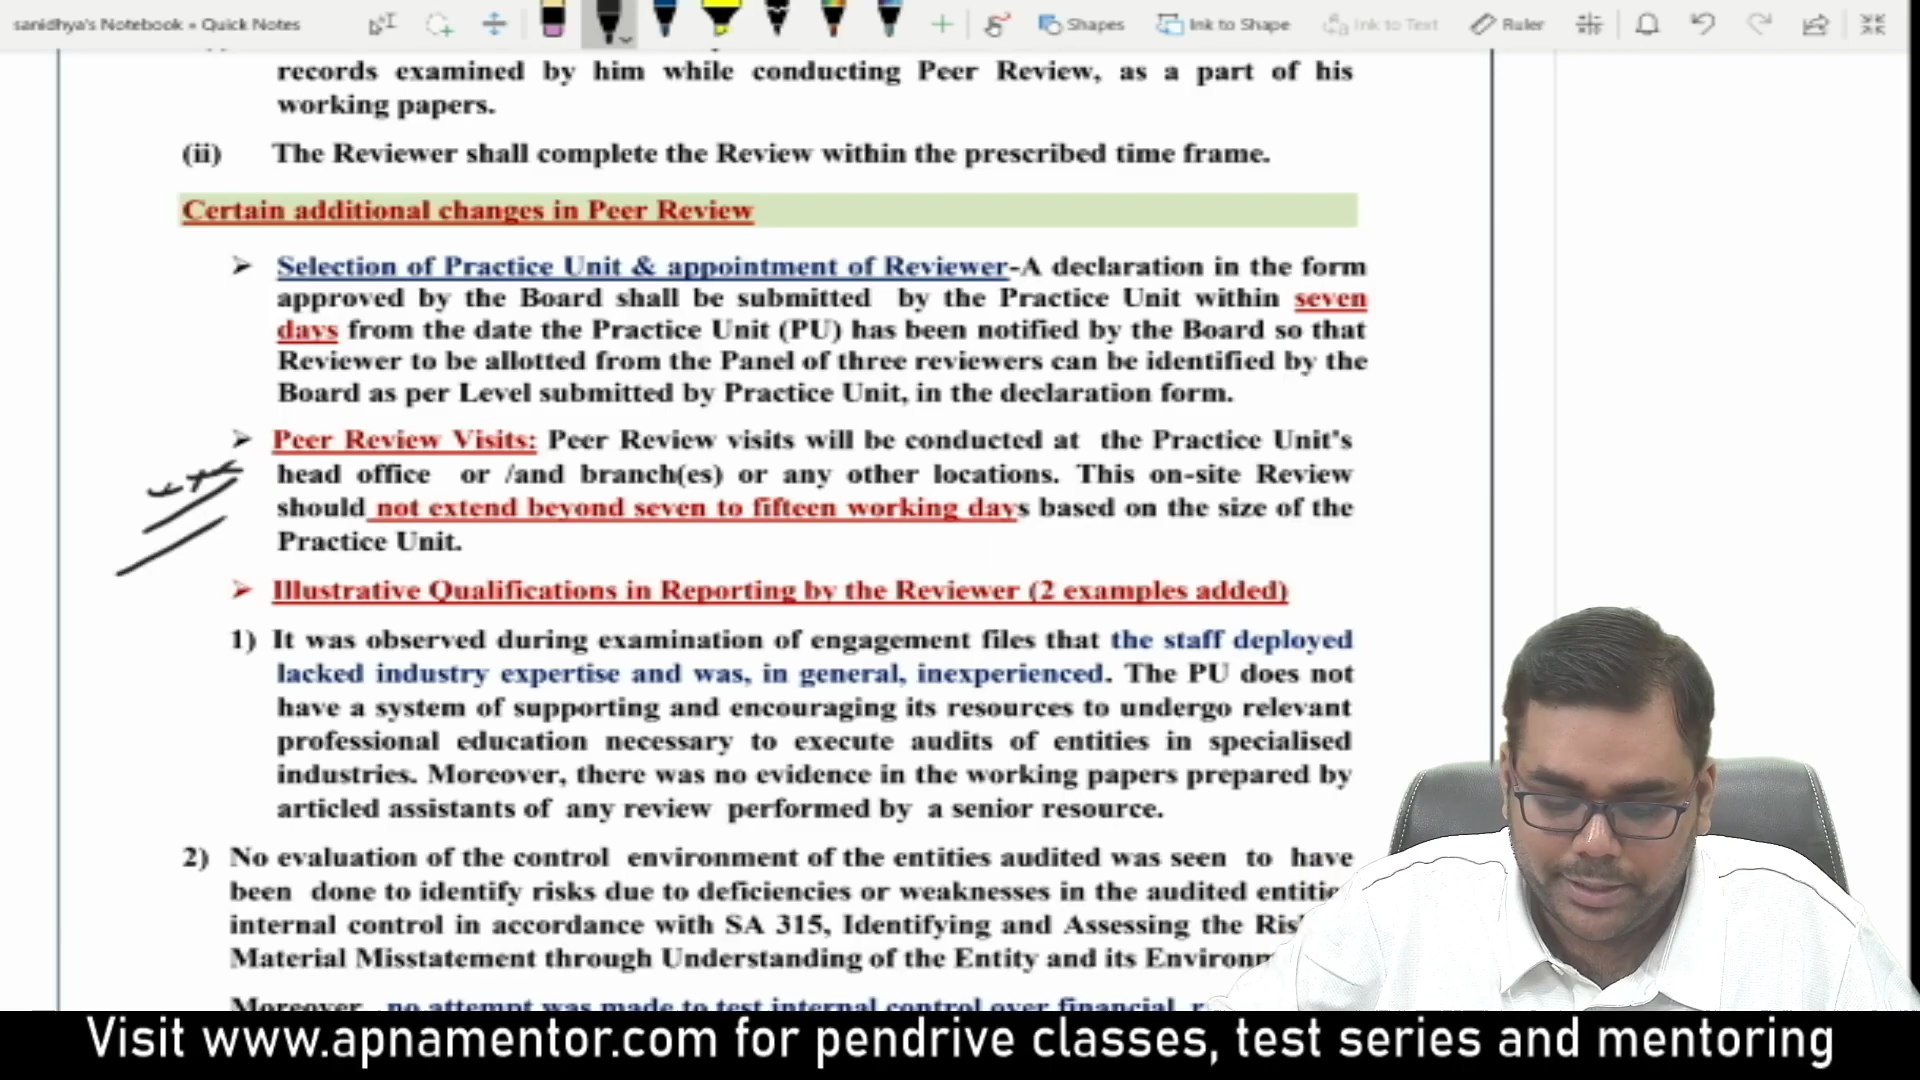 sanidhya's Notebook » Quick Notes
Shapes
Ink to Shape
Ink to Text
Ruler
records examined by him while conducting Peer Review, as a part of his
working papers.
(ii) The Reviewer shall complete the Review within the prescribed time frame.
Certain additional changes in Peer Review
➢ Selection of Practice Unit & appointment of Reviewer-A declaration in the form
approved by the Board shall be submitted by the Practice Unit within seven
days from the date the Practice Unit (PU) has been notified by the Board so that
Reviewer to be allotted from the Panel of three reviewers can be identified by the
Board as per Level submitted by Practice Unit, in the declaration form.
➢ Peer Review Visits: Peer Review visits will be conducted at the Practice Unit's
head office or /and branch(es) or any other locations. This on-site Review
should not extend beyond seven to fifteen working days based on the size of the
Practice Unit.
➢ Illustrative Qualifications in Reporting by the Reviewer (2 examples added)
1) It was observed during examination of engagement files that the staff deployed
lacked industry expertise and was, in general, inexperienced. The PU does not
have a system of supporting and encouraging its resources to undergo relevant
professional education necessary to execute audits of entities in specialised
industries. Moreover, there was no evidence in the working papers prepared by
articled assistants of any review performed by a senior resource.
2) No evaluation of the control environment of the entities audited was seen to have
been done to identify risks due to deficiencies or weaknesses in the audited
internal control in accordance with SA 315, Identifying and Assessing the
Material Misstatement through Understanding of the Entity and its
Moreover, no attempt was made to test internal control over financial
Visit www.apnamentor.com for pendrive classes, test series and mentoring